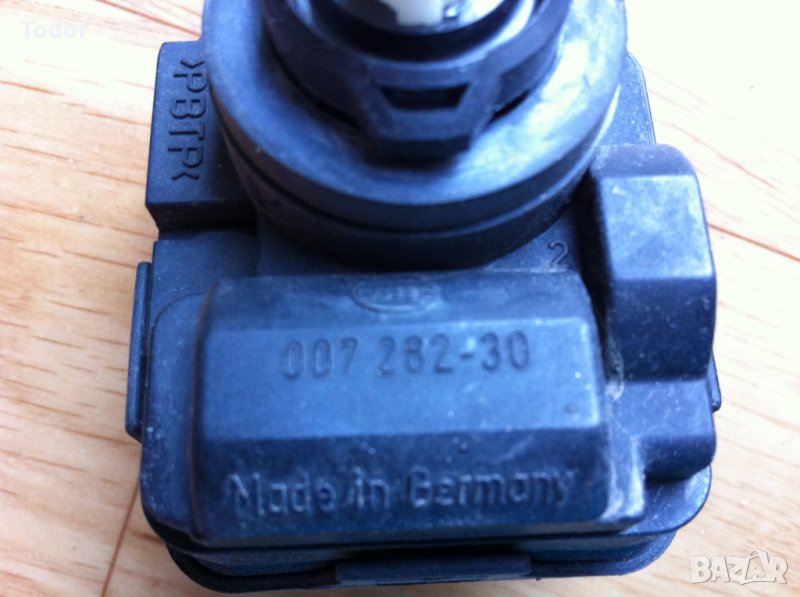 Todor
>PBTP<
2
007 282-30
Made in Germany
BAZAR